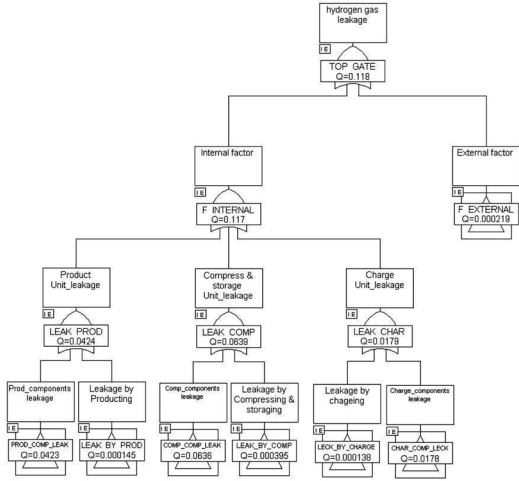 hydrogen gas
leakage
I E
TOP GATE
Q=0.118
Internal factor
External factor
I E
I E
F INTERNAL
Q=0.117
F EXTERNAL
Q=0.000219
Product
Unit_leakage
Compress &
storage
Unit_leakage
Charge
Unit_leakage
I E
I E
I E
LEAK PROD
Q=0.0424
LEAK COMP
Q=0.0639
LEAK CHAR
Q=0.0179
Prod_components
leakage
Leakage by
Producting
Comp_components
leakage
Leakage by
Compressing &
storaging
Leakage by
chageing
Charge_components
leakage
I E
I E
I E
I E
I E
I E
PROD_COMP_LEAK
Q=0.0423
LEAK BY PROD
Q=0.000145
COMP_COMP_LEAK
Q=0.0636
LEAK_BY_COMP
Q=0.000395
LECK_BY_CHARGE
Q=0.000138
CHAR_COMP_LECK
Q=0.0178